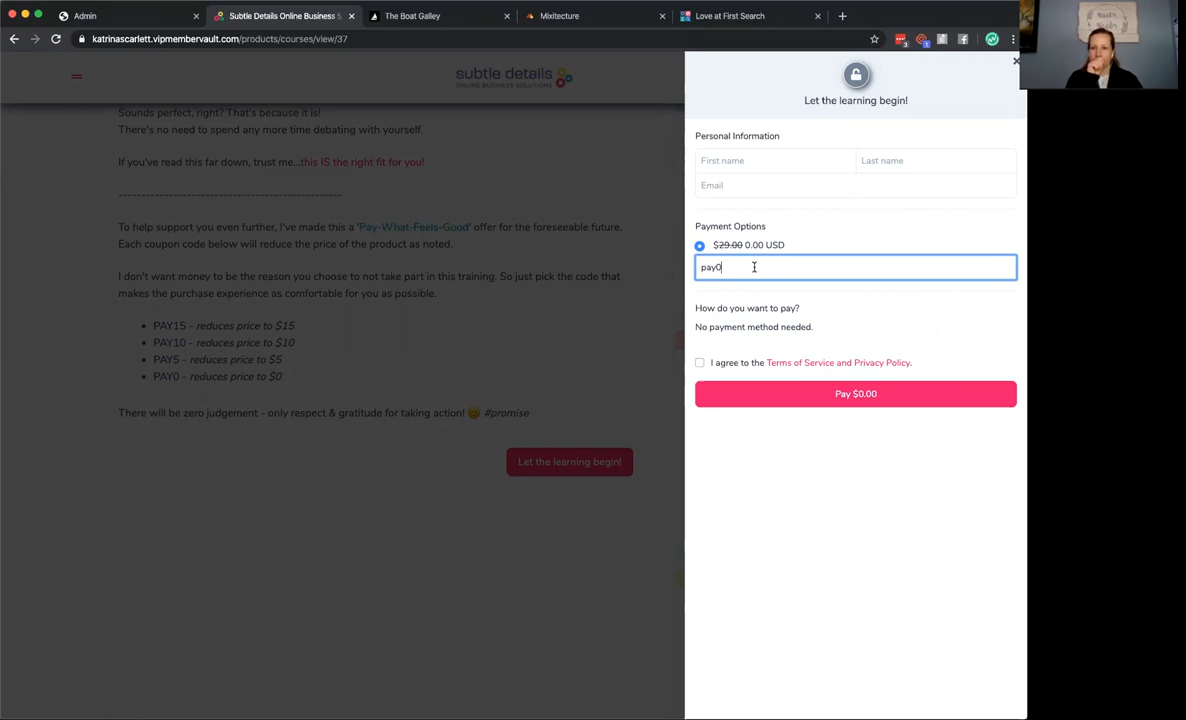 Admin
Subtle Details Online Business S
The Boat Galley
Mixitecture
Love at First Search
katrinascarlett.vipmembervault.com/products/courses/view/37
3
1
subtle details
ONLINE BUSINESS SOLUTIONS
Sounds perfect, right? That's because it is!
There's no need to spend any more time debating with yourself.
If you've read this far down, trust me...this IS the right fit for you!
------------------------------------------
To help support you even further, I've made this a 'Pay-What-Feels-Good' offer for the foreseeable future.
Each coupon code below will reduce the price of the product as noted.
I don't want money to be the reason you choose to not take part in this training. So just pick the code that
makes the purchase experience as comfortable for you as possible.
• PAY15 - reduces price to $15
• PAY10 - reduces price to $10
• PAY5 - reduces price to $5
• PAY0 - reduces price to $0
There will be zero judgement - only respect & gratitude for taking action! 😊 #promise
Let the learning begin!
Let the learning begin!
Personal Information
First name
Last name
Email
Payment Options
$29.00 0.00 USD
pay0
How do you want to pay?
No payment method needed.
I agree to the Terms of Service and Privacy Policy.
Pay $0.00